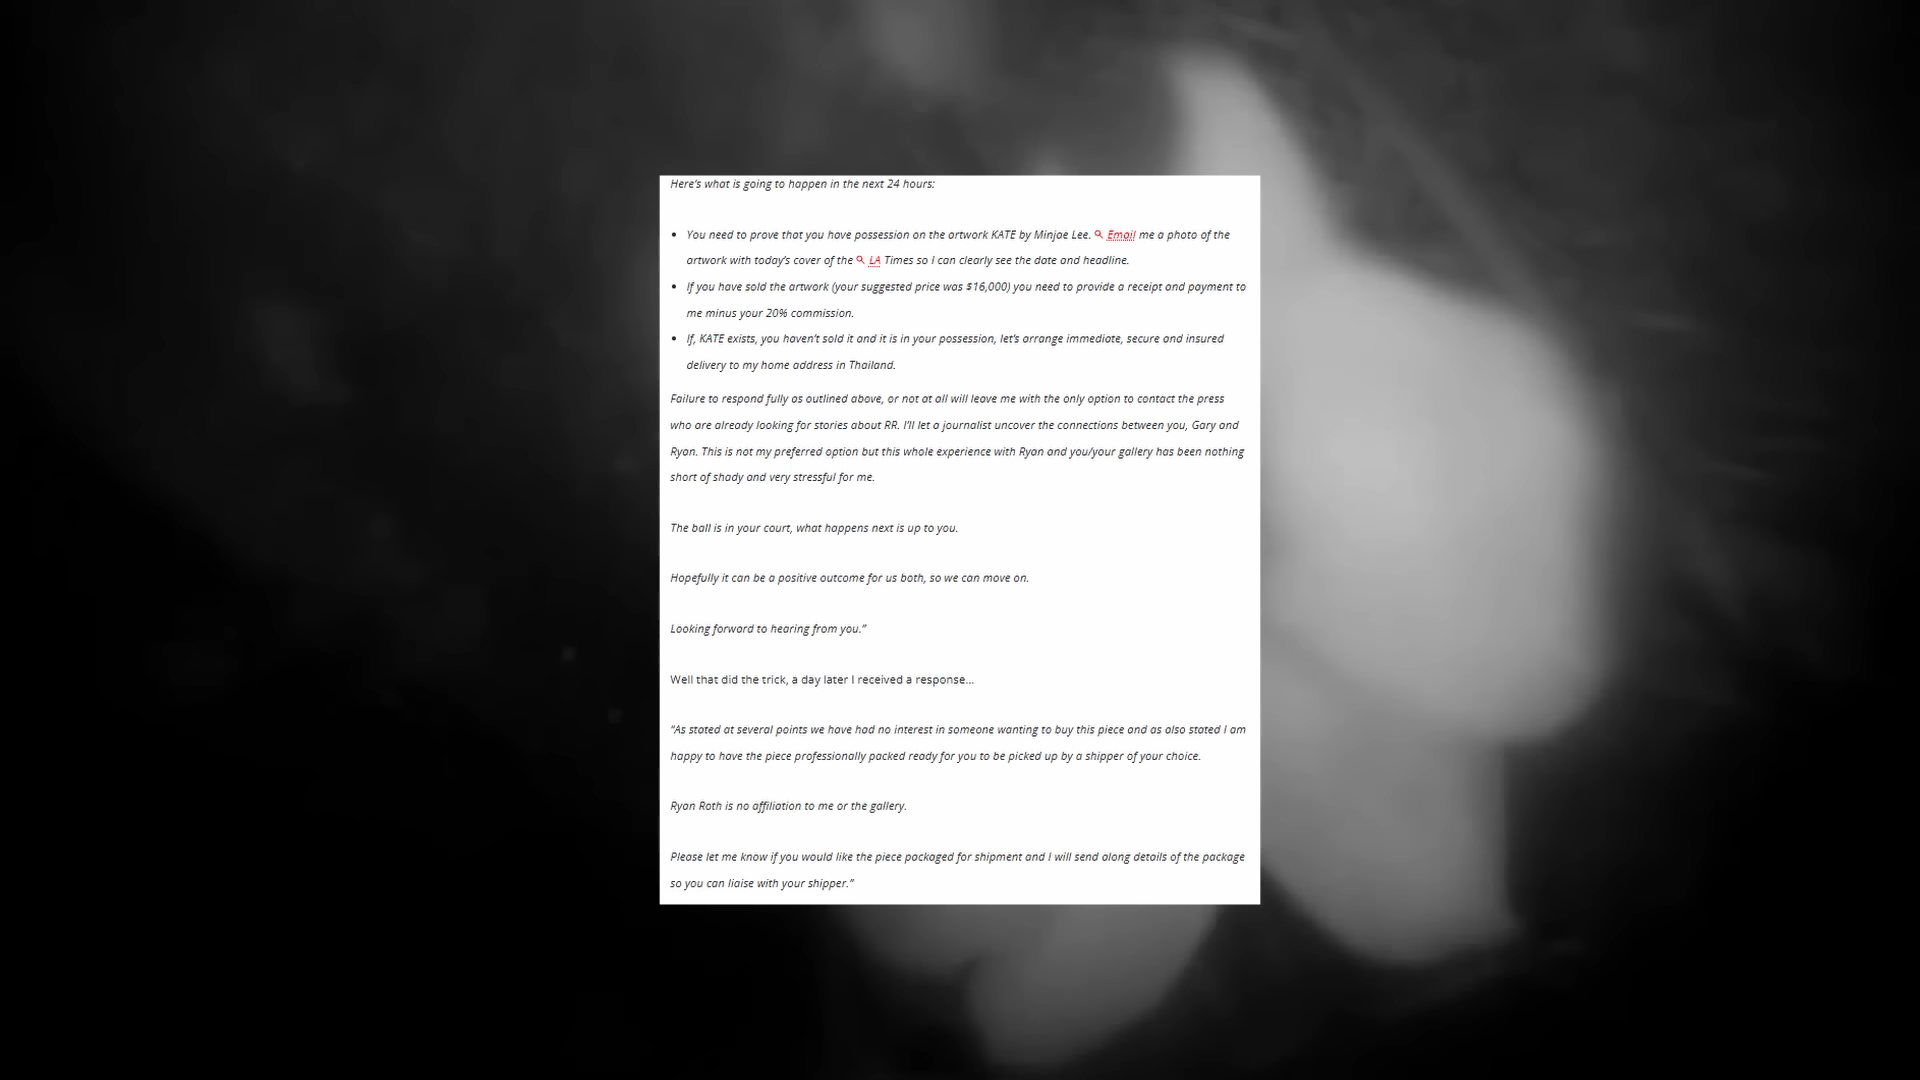 Here's what is going to happen in the next 24 hours:
• You need to prove that you have possession on the artwork KATE by Minjae Lee. Email me a photo of the
artwork with today's cover of the LA Times so I can clearly see the date and headline.
• If you have sold the artwork (your suggested price was $16,000) you need to provide a receipt and payment to
me minus your 20% commission.
• If, KATE exists, you haven't sold it and it is in your possession, let's arrange immediate, secure and insured
delivery to my home address in Thailand.
Failure to respond fully as outlined above, or not at all will leave me with the only option to contact the press
who are already looking for stories about RR. I'll let a journalist uncover the connections between you, Gary and
Ryan. This is not my preferred option but this whole experience with Ryan and you/your gallery has been nothing
short of shady and very stressful for me.
The ball is in your court, what happens next is up to you.
Hopefully it can be a positive outcome for us both, so we can move on.
Looking forward to hearing from you."
Well that did the trick, a day later I received a response...
"As stated at several points we have had no interest in someone wanting to buy this piece and as also stated I am
happy to have the piece professionally packed ready for you to be picked up by a shipper of your choice.
Ryan Roth is no affiliation to me or the gallery.
Please let me know if you would like the piece packaged for shipment and I will send along details of the package
so you can liaise with your shipper."